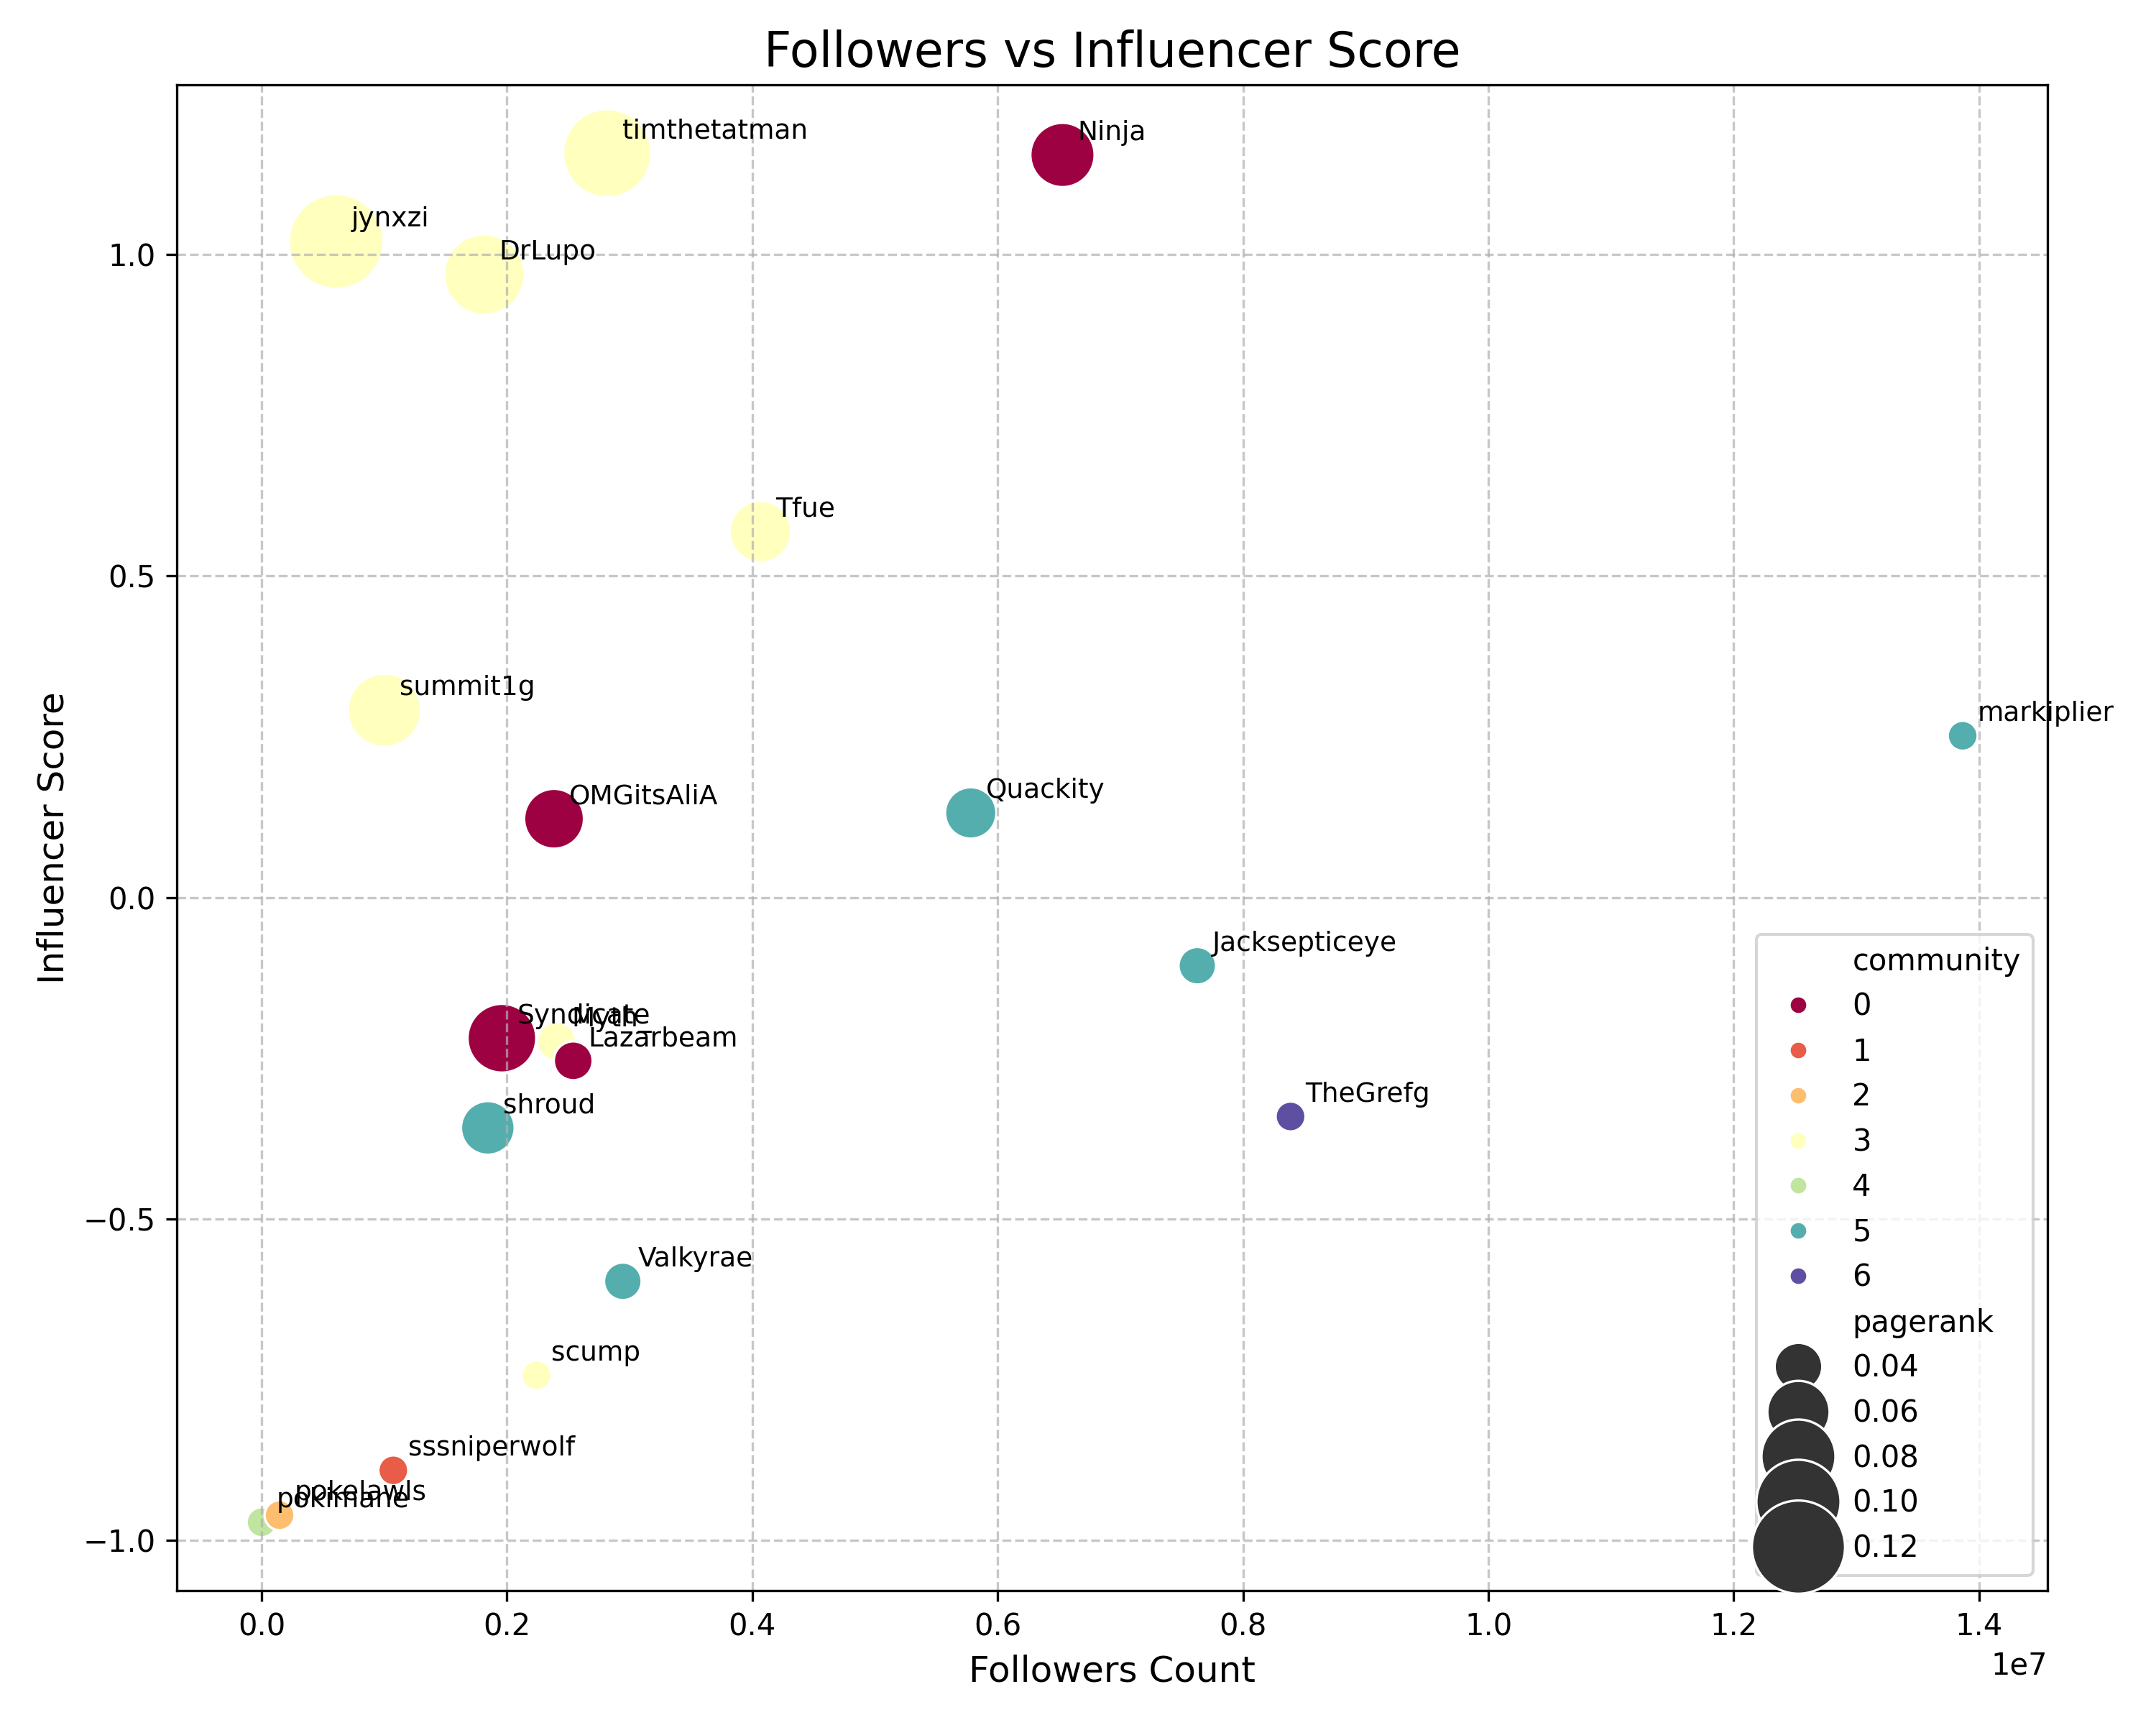 Followers vs Influencer Score
timthetatman
Ninja
jynxzi
DrLupo
Tfue
summit1g
markiplier
Quackity
OMGitsAliA
Jacksepticeye
Syndicate
Myth
Lazarbeam
shroud
TheGrefg
Valkyrae
scump
sssniperwolf
pokelawls
pokimane
1.0
0.5
0.0
−0.5
−1.0
Influencer Score
community
0
1
2
3
4
5
6
pagerank
0.04
0.06
0.08
0.10
0.12
0.0 0.2 0.4 0.6 0.8 1.0 1.2 1.4
1e7
Followers Count